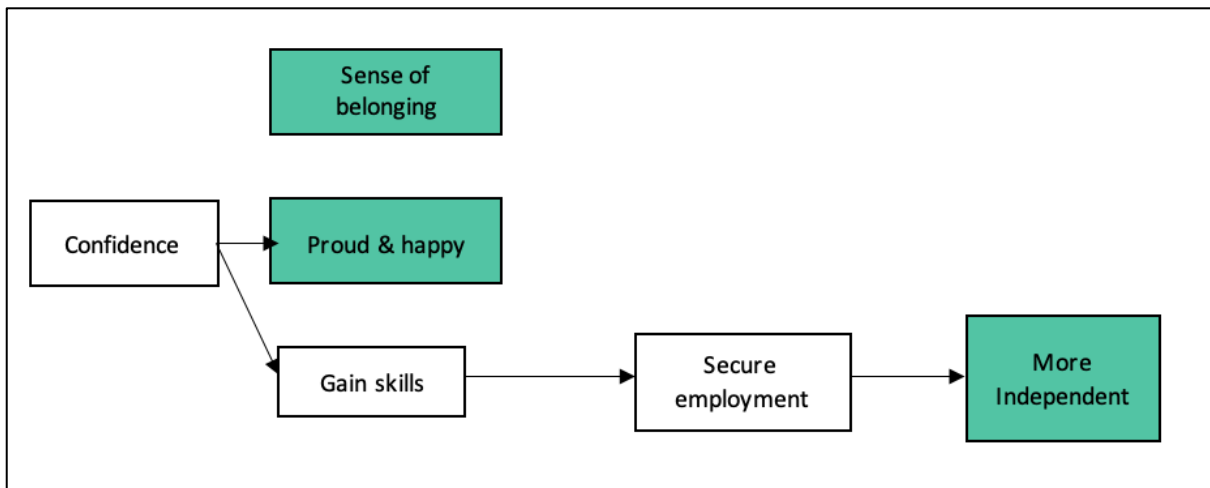 Sense of
belonging
Confidence
Proud & happy
Gain skills
Secure
employment
More
Independent